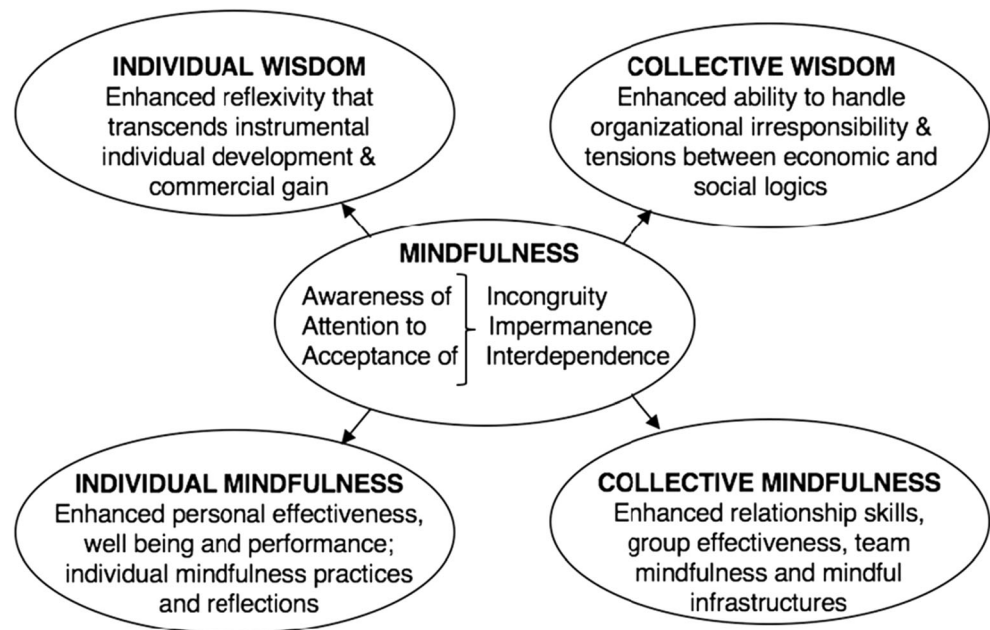 INDIVIDUAL WISDOM
Enhanced reflexivity that
transcends instrumental
individual development &
commercial gain
COLLECTIVE WISDOM
Enhanced ability to handle
organizational irresponsibility &
tensions between economic and
social logics
MINDFULNESS
Awareness of
Attention to
Acceptance of
Incongruity
Impermanence
Interdependence
INDIVIDUAL MINDFULNESS
Enhanced personal effectiveness,
well being and performance;
individual mindfulness practices
and reflections
COLLECTIVE MINDFULNESS
Enhanced relationship skills,
group effectiveness, team
mindfulness and mindful
infrastructures